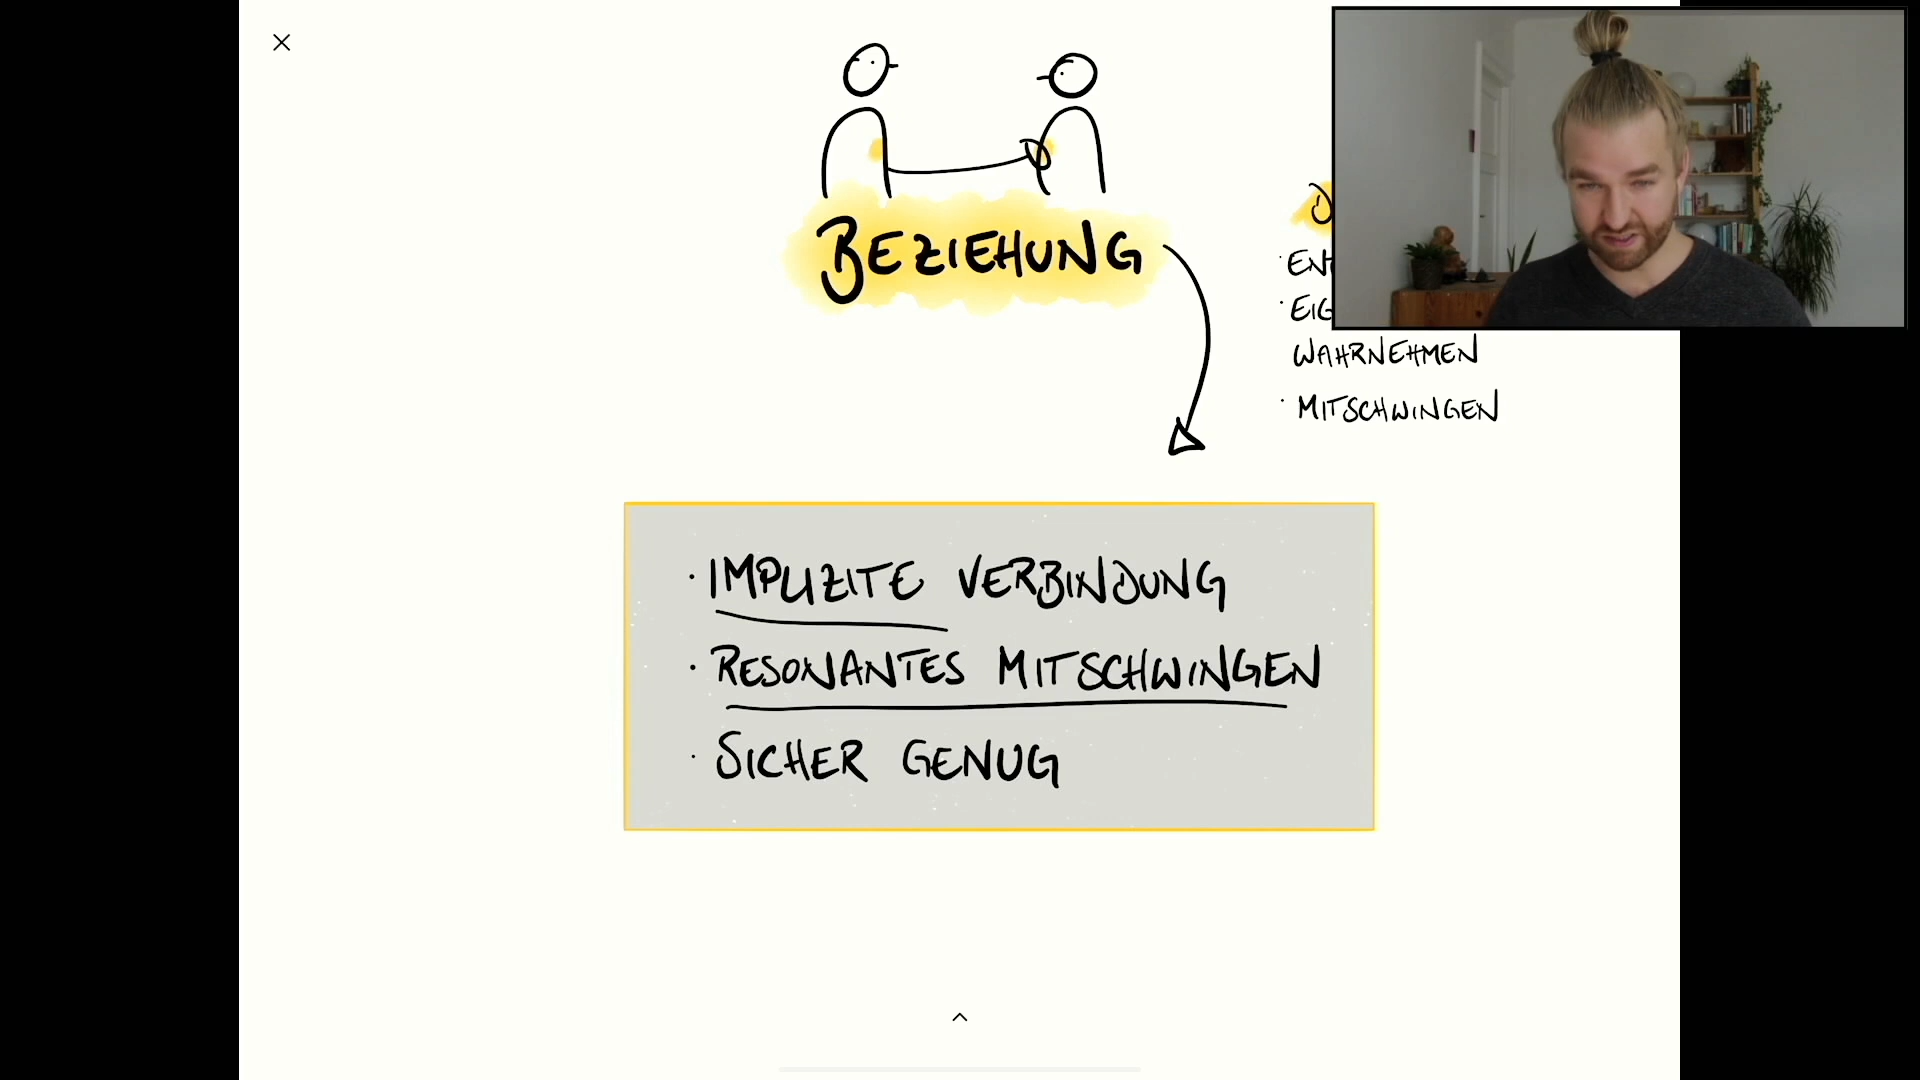 BEZIEHUNG
WAHRNEHMEN
· MITSCHWINGEN
· IMPLIZITE VERBINDUNG
· RESONANTES MITSCHWINGEN
· SICHER GENUG